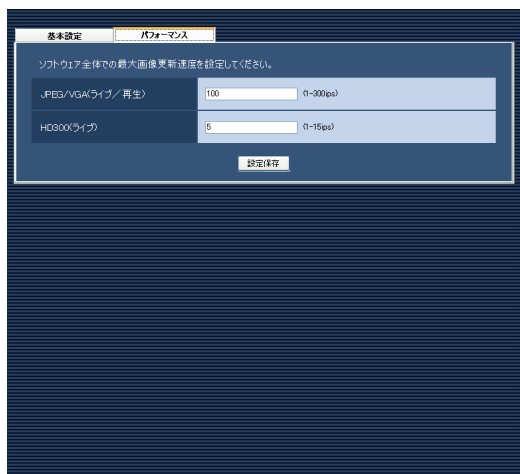 基本設定
パフォーマンス
ソフトウェア全体での最大画像更新速度を設定してください。
JPEG/VGA(ライブ/再生) 100 (1-300ips)
HD300(ライブ) 5 (1-15ips)
設定保存